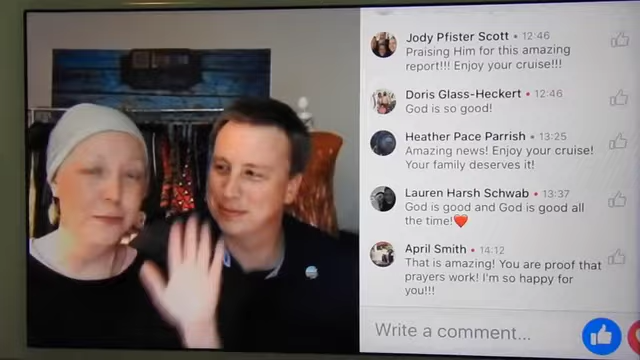 Jody Pfister Scott • 12:46
Praising Him for this amazing
report!!! Enjoy your cruise!!!
Doris Glass-Heckert • 12:46
God is so good!
Heather Pace Parrish • 13:25
Amazing news! Enjoy your cruise!
Your family deserves it!
Lauren Harsh Schwab • 13:37
God is good and God is good all
the time!❤️
April Smith • 14:12
That is amazing! You are proof that
prayers work! I'm so happy for
you!!!
Write a comment...